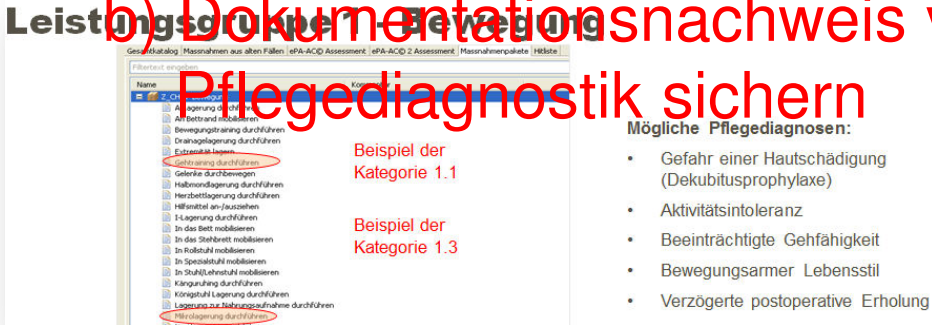 Leistungsgruppe 1 - Bewegung
b) Dokumentationsnachweis
Pflegediagnostik sichern
Gesamtkatalog Massnahmen aus alten Fällen ePA-AC© Assessment ePA-AC© 2 Assessment Massnahmenpakete Hitliste
Filtertext eingeben
Name
A-Lagerung durchführen
An Bettrand mobilisieren
Bewegungstraining durchführen
Drainagelagerung durchführen
Extremität lagern
Gehtraining durchführen
Gelenke durchbewegen
Halbmondlagerung durchführen
Herzbettlagerung durchführen
Hilfsmittel an-/ausziehen
I-Lagerung durchführen
In das Bett mobilisieren
In das Stehbrett mobilisieren
In Rollstuhl mobilisieren
In Spezialstuhl mobilisieren
In Stuhl/Lehnstuhl mobilisieren
Känguruhing durchführen
Königstuhl Lagerung durchführen
Lagerung zur Nahrungsaufnahme durchführen
Mikrolagerung durchführen
Beispiel der
Kategorie 1.1
Beispiel der
Kategorie 1.3
Mögliche Pflegediagnosen:
• Gefahr einer Hautschädigung
(Dekubitusprophylaxe)
• Aktivitätsintoleranz
• Beeinträchtigte Gehfähigkeit
• Bewegungsarmer Lebensstil
• Verzögerte postoperative Erholung